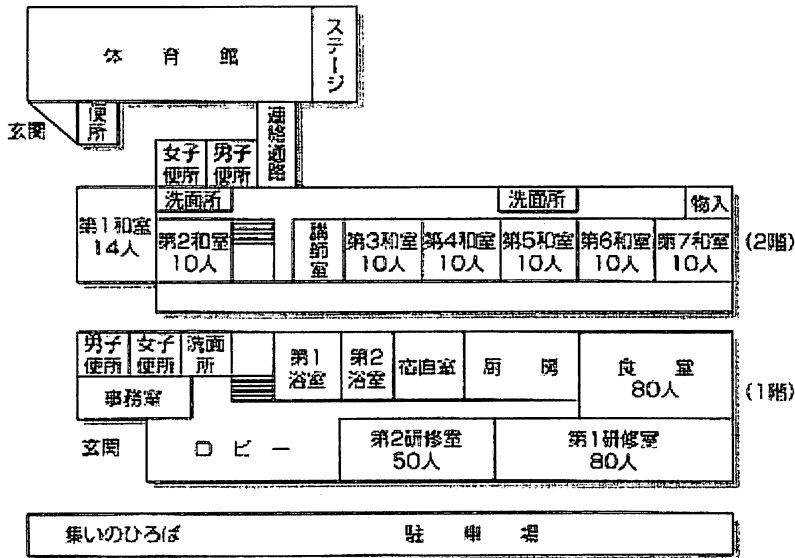 体育館
ステージ
玄関
便所
連絡通路
女子便所
男子便所
洗面所
洗面所
物入
第1和室
14人
第2和室
10人
講師室
第3和室
10人
第4和室
10人
第5和室
10人
第6和室
10人
第7和室
10人
(2階)
男子便所
女子便所
洗面所
第1浴室
第2浴室
宿直室
厨房
食堂
80人
(1階)
事務室
玄関
ロビー
第2研修室
50人
第1研修室
80人
集いのひろば
駐車場